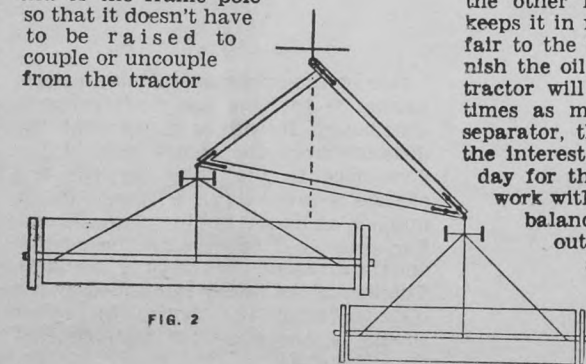 so that it doesn't have
to be raised to
couple or uncouple
from the tractor
FIG. 2
the other
keeps it in
fair to the
nish the oil
tractor will
times as
separator,
the interest
day for
work with
balanc
out